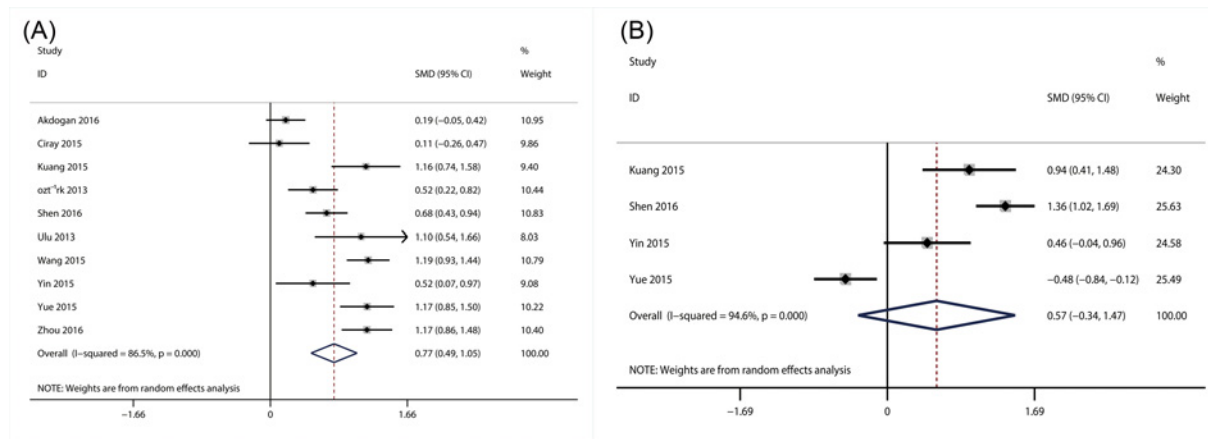 (A)
Study %
ID SMD (95% CI) Weight
Akdogan 2016 0.19 (−0.05, 0.42) 10.95
Ciray 2015 0.11 (−0.26, 0.47) 9.86
Kuang 2015 1.16 (0.74, 1.58) 9.40
ozt⁻rk 2013 0.52 (0.22, 0.82) 10.44
Shen 2016 0.68 (0.43, 0.94) 10.83
Ulu 2013 1.10 (0.54, 1.66) 8.03
Wang 2015 1.19 (0.93, 1.44) 10.79
Yin 2015 0.52 (0.07, 0.97) 9.08
Yue 2015 1.17 (0.85, 1.50) 10.22
Zhou 2016 1.17 (0.86, 1.48) 10.40
Overall (I−squared = 86.5%, p = 0.000) 0.77 (0.49, 1.05) 100.00
NOTE: Weights are from random effects analysis
−1.66 0 1.66
(B)
Study %
ID SMD (95% CI) Weight
Kuang 2015 0.94 (0.41, 1.48) 24.30
Shen 2016 1.36 (1.02, 1.69) 25.63
Yin 2015 0.46 (−0.04, 0.96) 24.58
Yue 2015 −0.48 (−0.84, −0.12) 25.49
Overall (I−squared = 94.6%, p = 0.000) 0.57 (−0.34, 1.47) 100.00
NOTE: Weights are from random effects analysis
−1.69 0 1.69